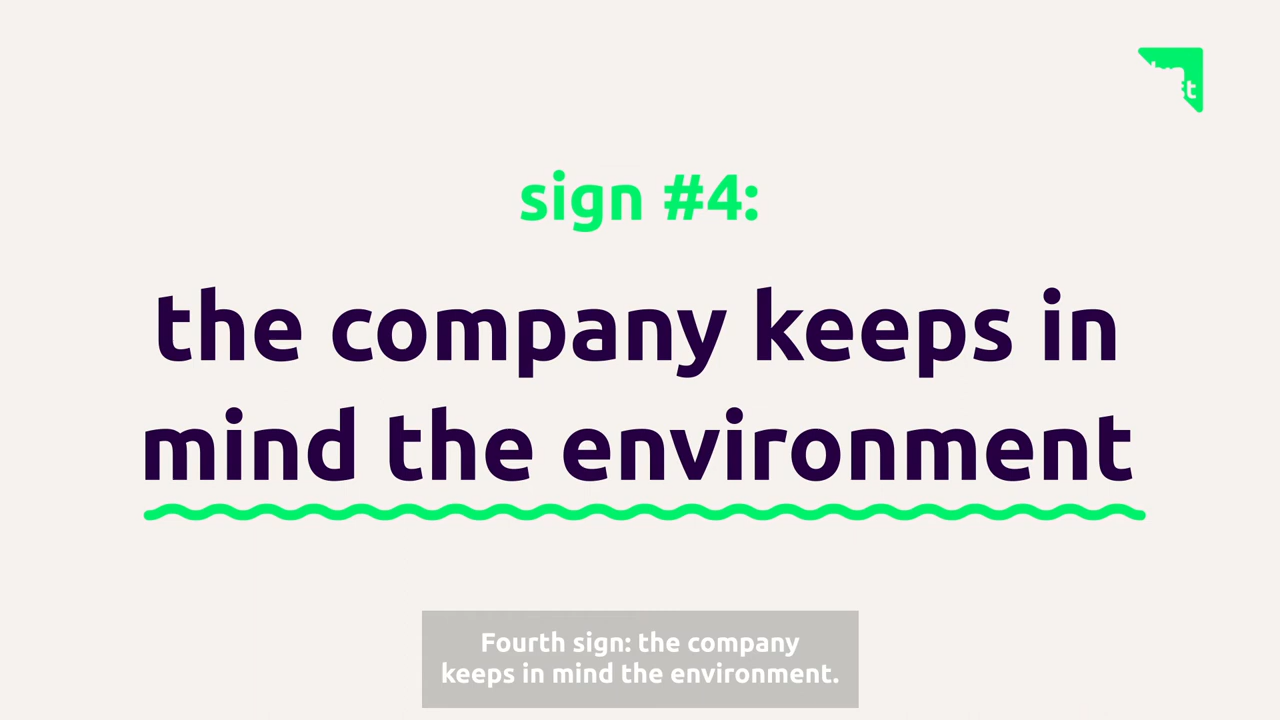 sign #4:
the company keeps in
mind the environment
Fourth sign: the company
keeps in mind the environment.